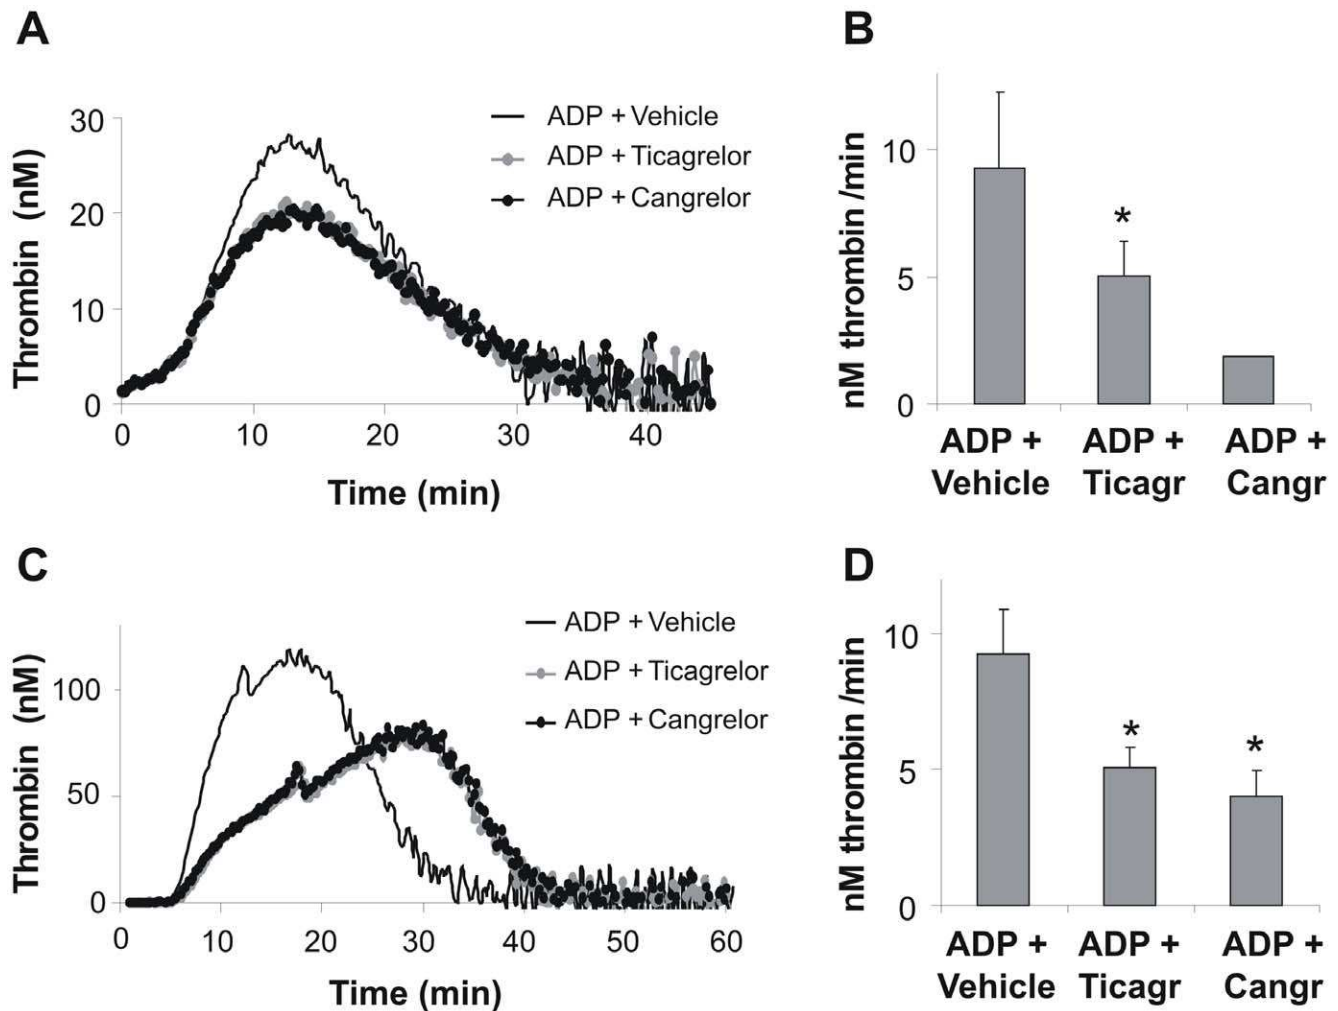 A
Thrombin (nM)
30
20
10
0
ADP + Vehicle
ADP + Ticagrelor
ADP + Cangrelor
0 10 20 30 40
Time (min)
B
nM thrombin /min
10
5
0
*
ADP + ADP + ADP +
Vehicle Ticagr Cangr
C
Thrombin (nM)
100
50
0
ADP + Vehicle
ADP + Ticagrelor
ADP + Cangrelor
0 10 20 30 40 50 60
Time (min)
D
nM thrombin /min
10
5
0
* *
ADP + ADP + ADP +
Vehicle Ticagr Cangr